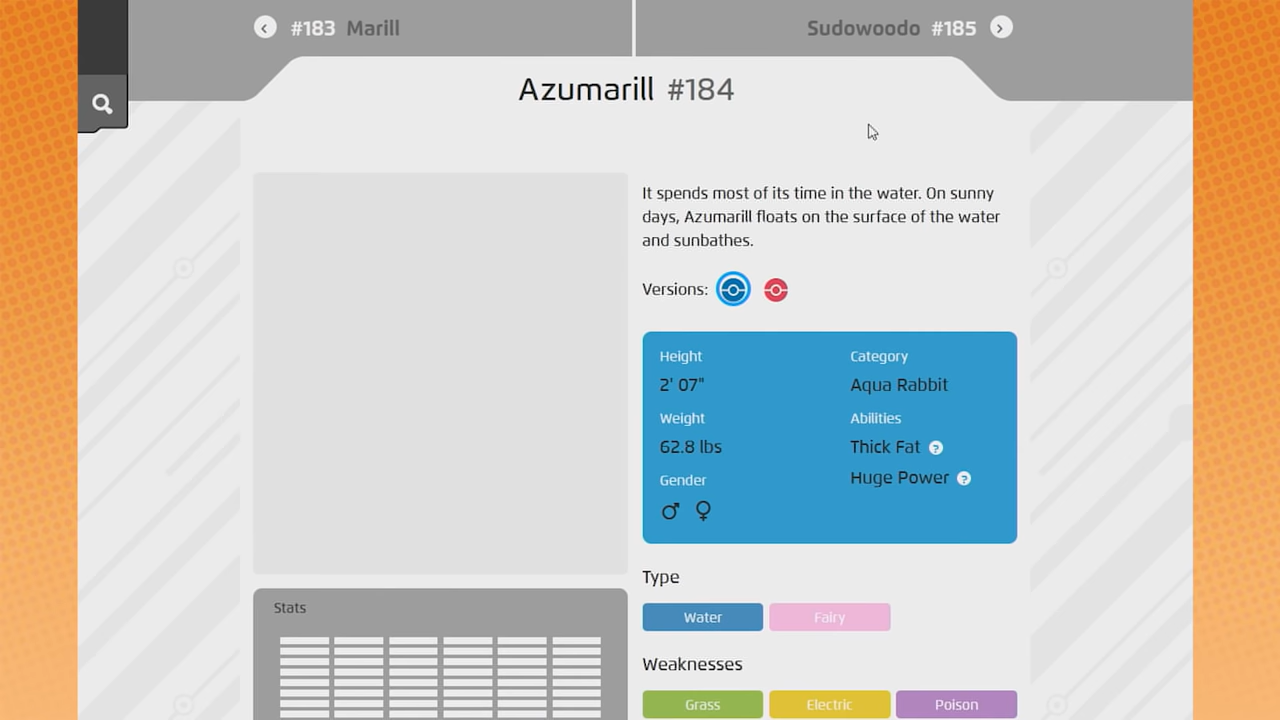 #183 Marill
Sudowoodo #185
Azumarill #184
It spends most of its time in the water. On sunny
days, Azumarill floats on the surface of the water
and sunbathes.
Versions:
Height
2' 07"
Weight
62.8 lbs
Gender
Category
Aqua Rabbit
Abilities
Thick Fat ?
Huge Power ?
Type
Water Fairy
Weaknesses
Grass Electric Poison
Stats